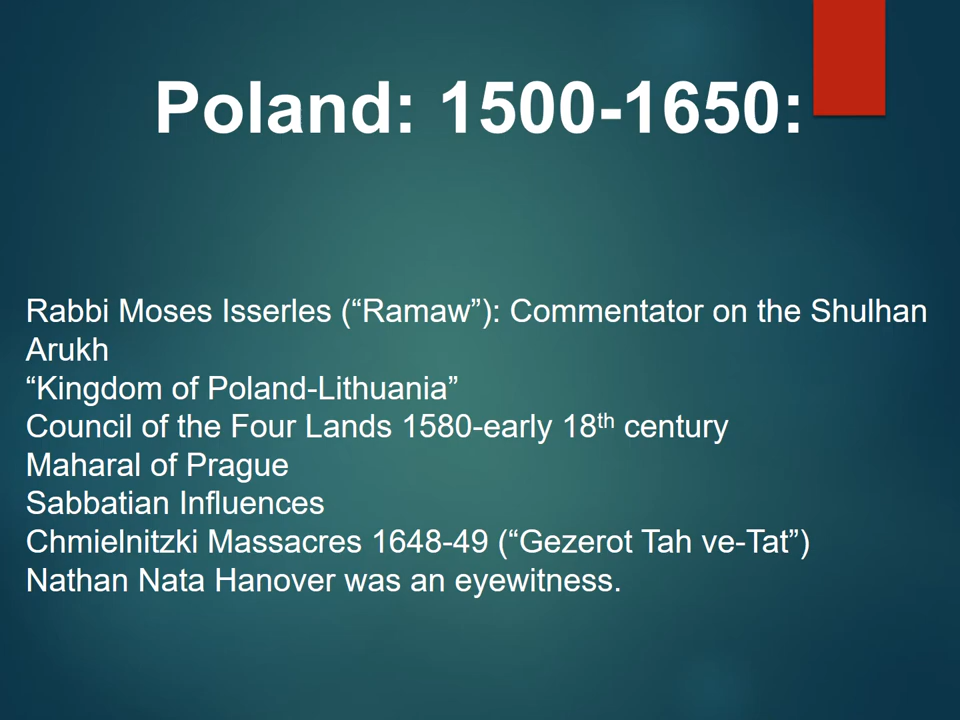 Poland: 1500-1650:
Rabbi Moses Isserles (“Ramaw”): Commentator on the Shulhan
Arukh
“Kingdom of Poland-Lithuania”
Council of the Four Lands 1580-early 18th century
Maharal of Prague
Sabbatian Influences
Chmielnitzki Massacres 1648-49 (“Gezerot Tah ve-Tat”)
Nathan Nata Hanover was an eyewitness.